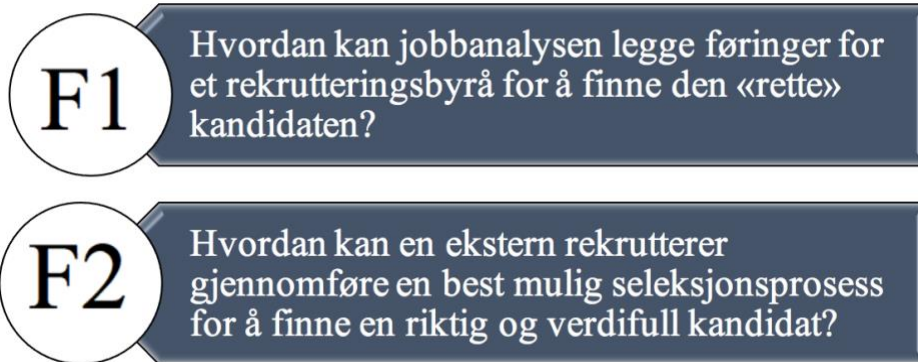 F1
Hvordan kan jobbanalysen legge føringer for
et rekrutteringsbyrå for å finne den «rette»
kandidaten?
F2
Hvordan kan en ekstern rekrutterer
gjennomføre en best mulig seleksjonsprosess
for å finne en riktig og verdifull kandidat?